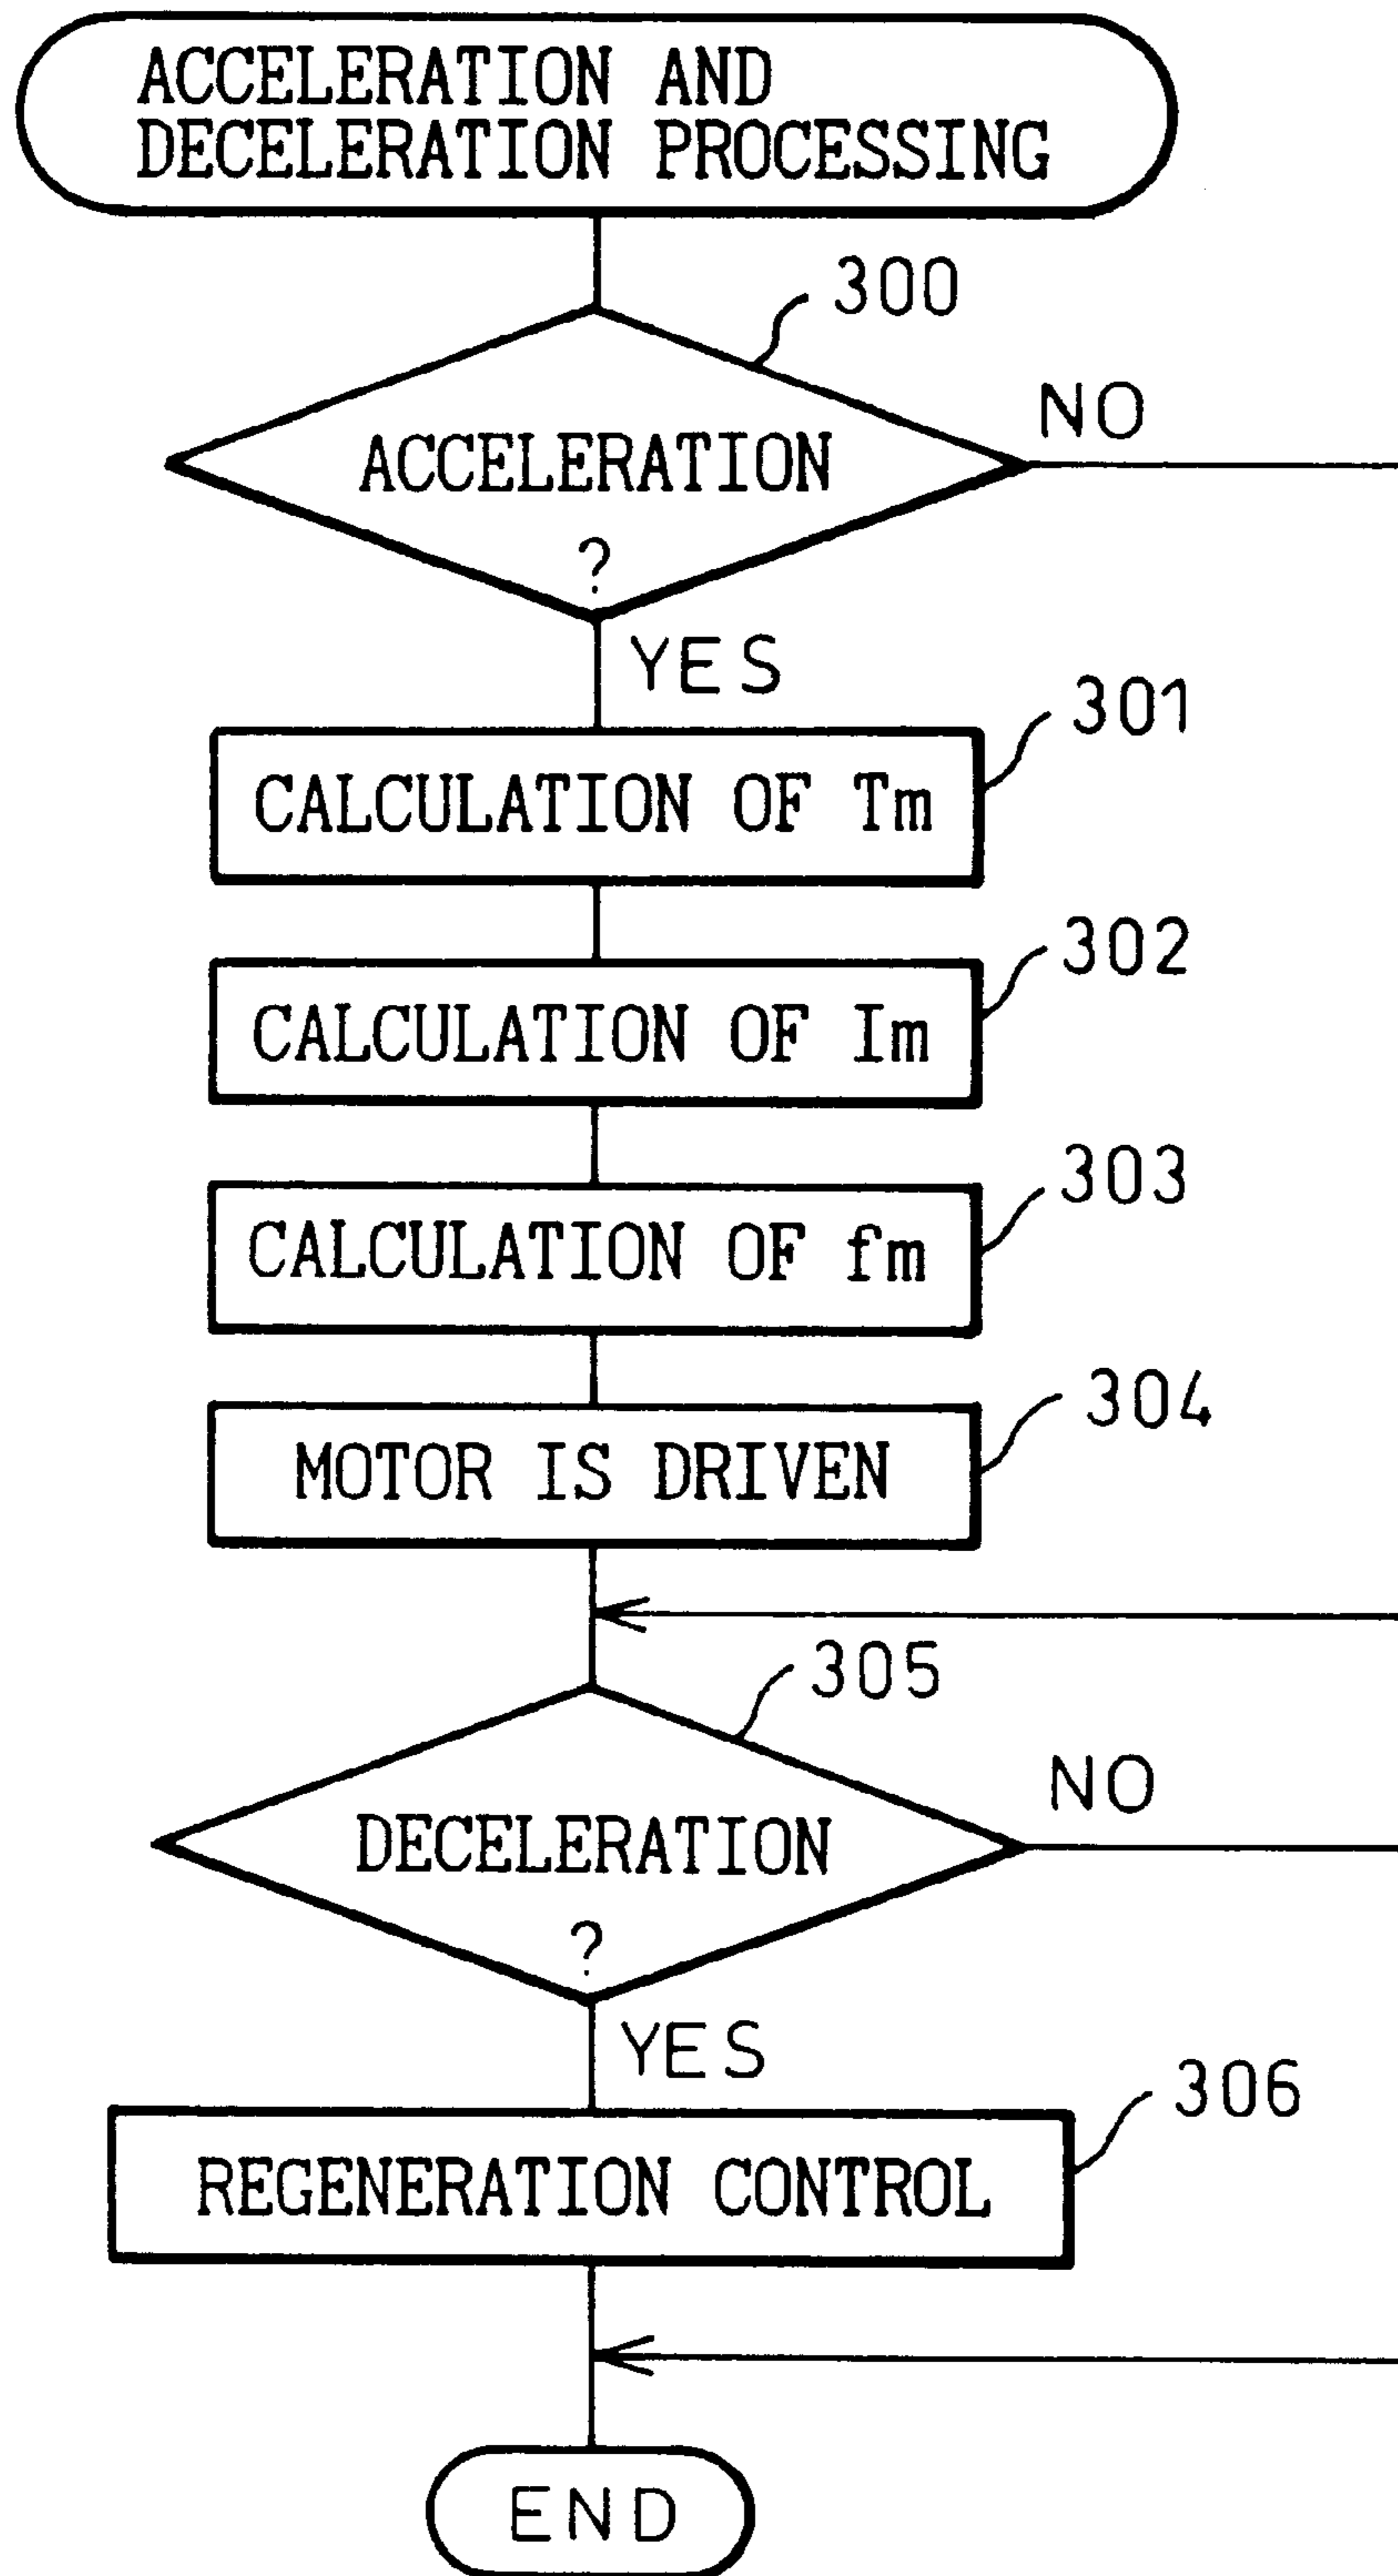 ACCELERATION AND
DECELERATION PROCESSING
300
NO
ACCELERATION
?
YES
301
CALCULATION OF Tm
302
CALCULATION OF Im
303
CALCULATION OF fm
304
MOTOR IS DRIVEN
305
NO
DECELERATION
?
YES
306
REGENERATION CONTROL
END